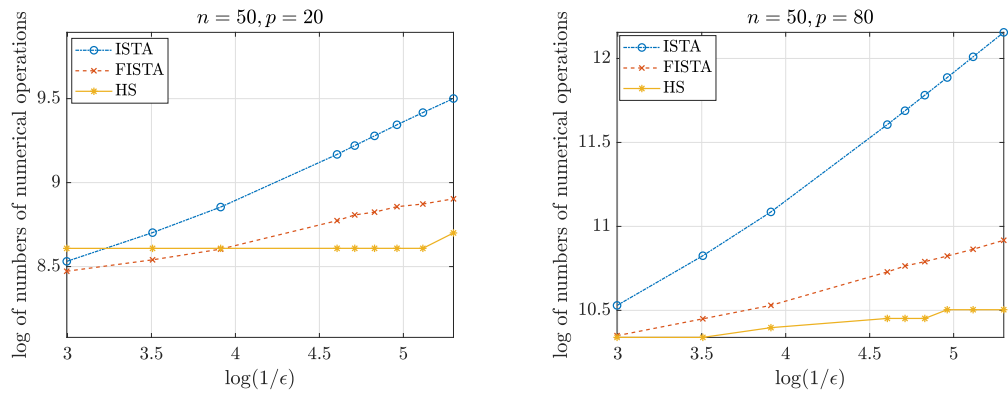 n = 50, p = 20
log of numbers of numerical operations
9.5
9
8.5
ISTA
FISTA
HS
3
3.5
4
4.5
5
log(1/ϵ)
n = 50, p = 80
log of numbers of numerical operations
12
11.5
11
10.5
ISTA
FISTA
HS
3
3.5
4
4.5
5
log(1/ϵ)